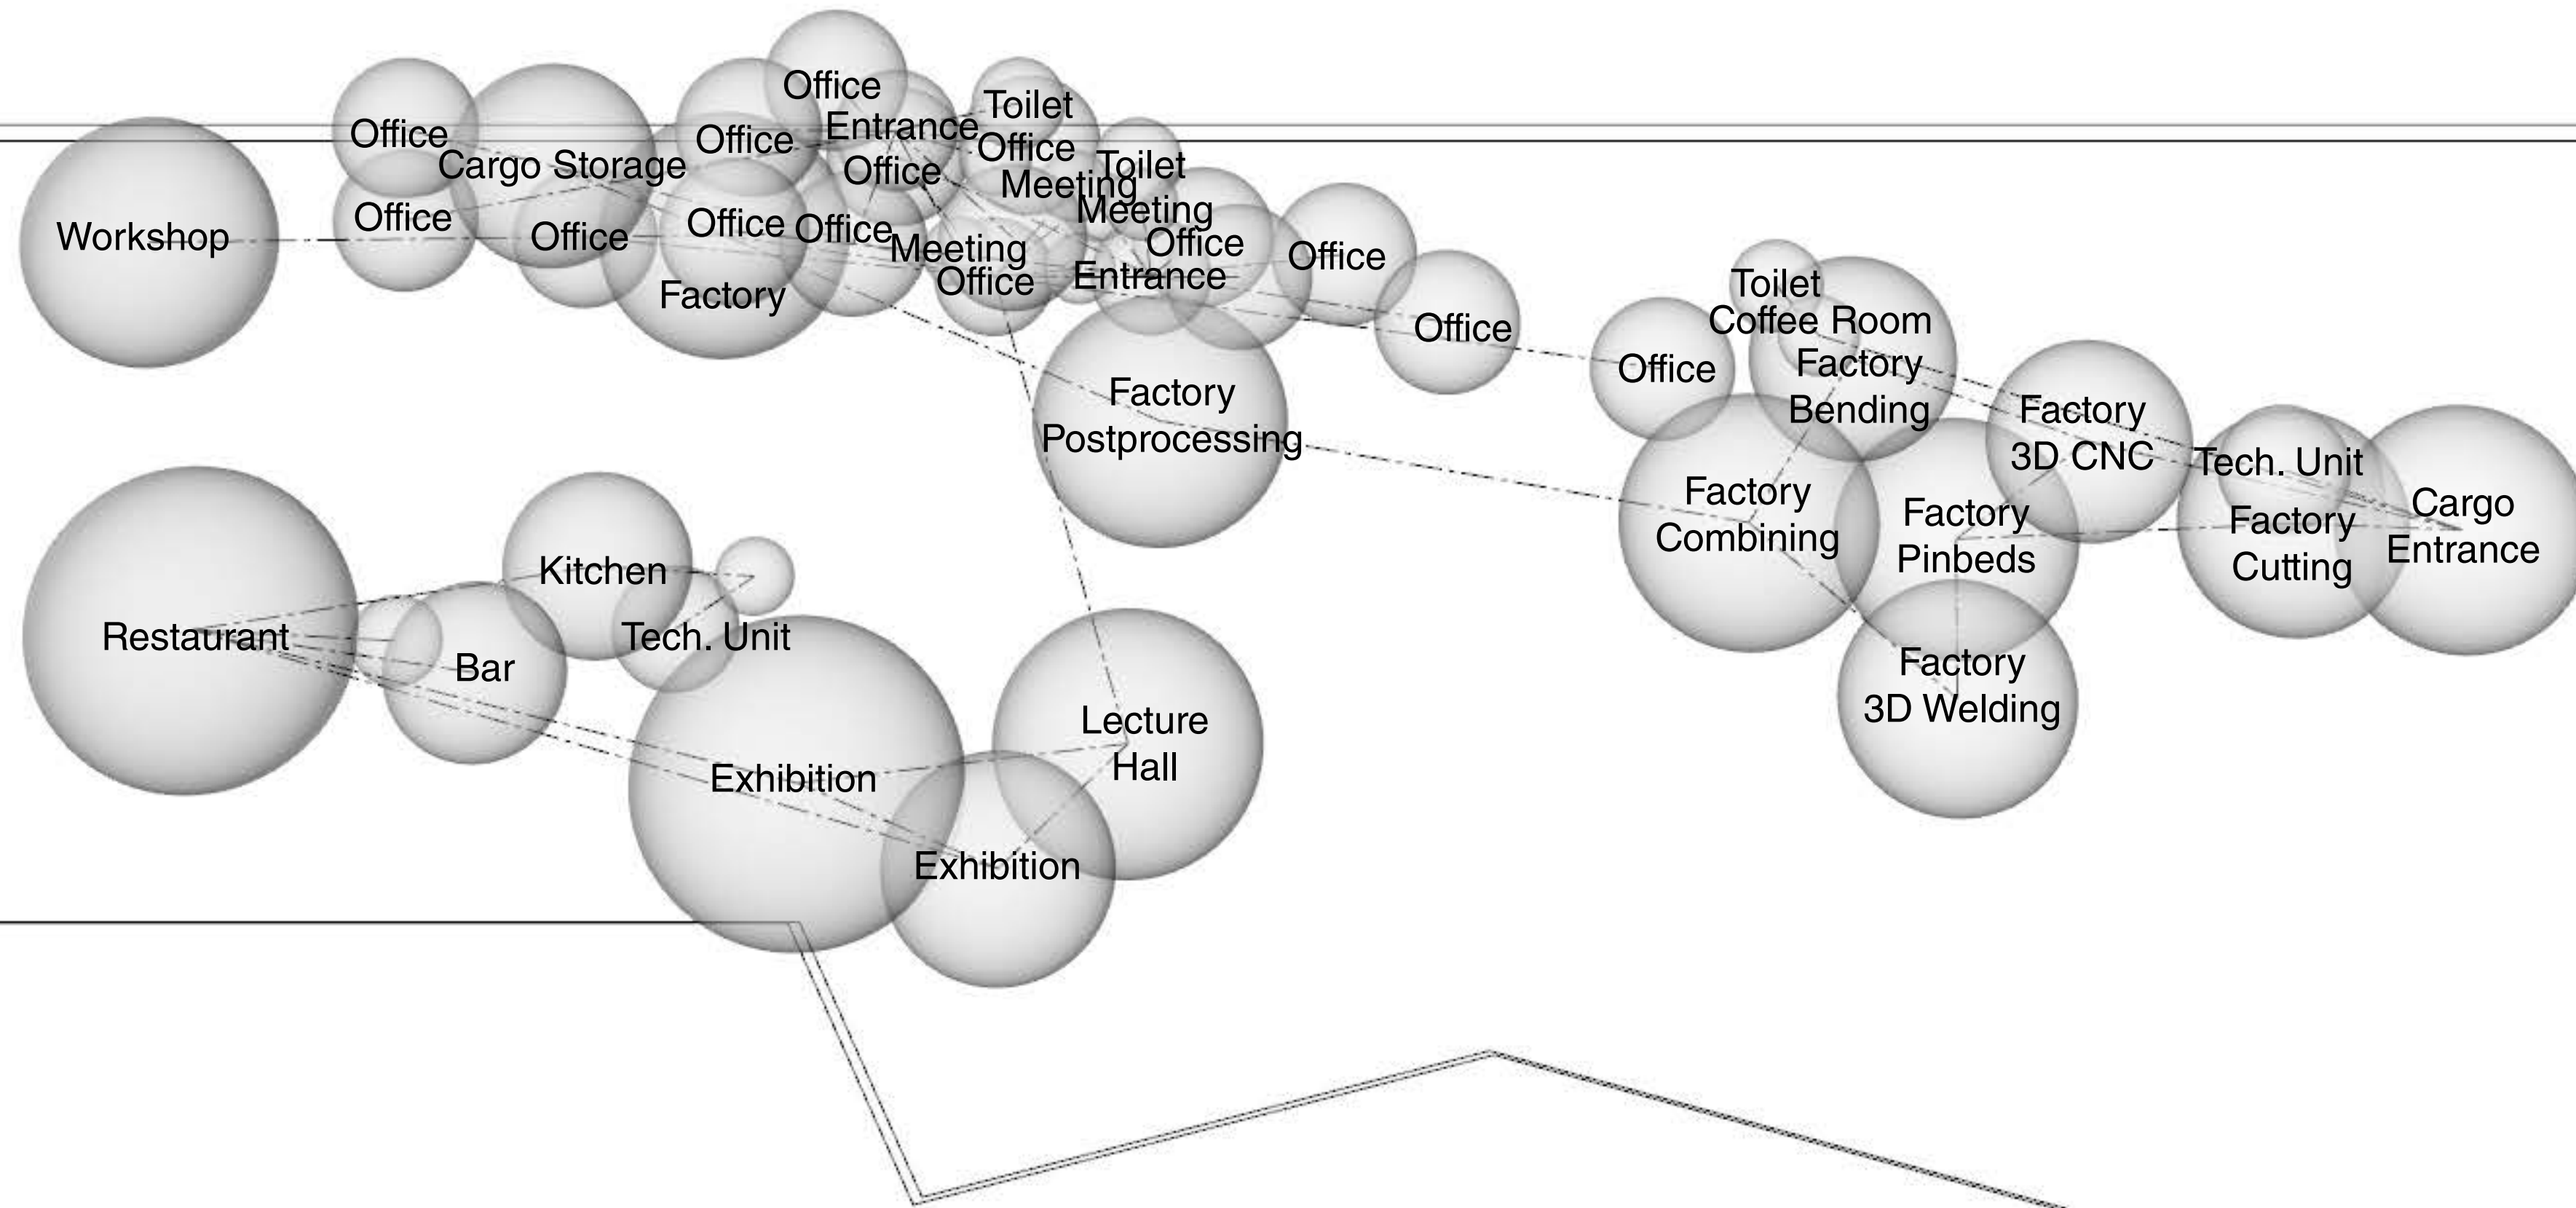 Office
Toilet
Entrance
Office
Office
Office
Cargo Storage
Office
Toilet
Meeting
Meeting
Office
Office
Office
Office
Office
Workshop
Meeting
Office
Office
Entrance
Office
Factory
Office
Toilet
Coffee Room
Office
Factory
Bending
Factory
Postprocessing
Factory
3D CNC
Tech. Unit
Factory
Combining
Factory
Pinbeds
Factory
Cutting
Cargo
Entrance
Kitchen
Restaurant
Bar
Tech. Unit
Factory
3D Welding
Lecture
Hall
Exhibition
Exhibition